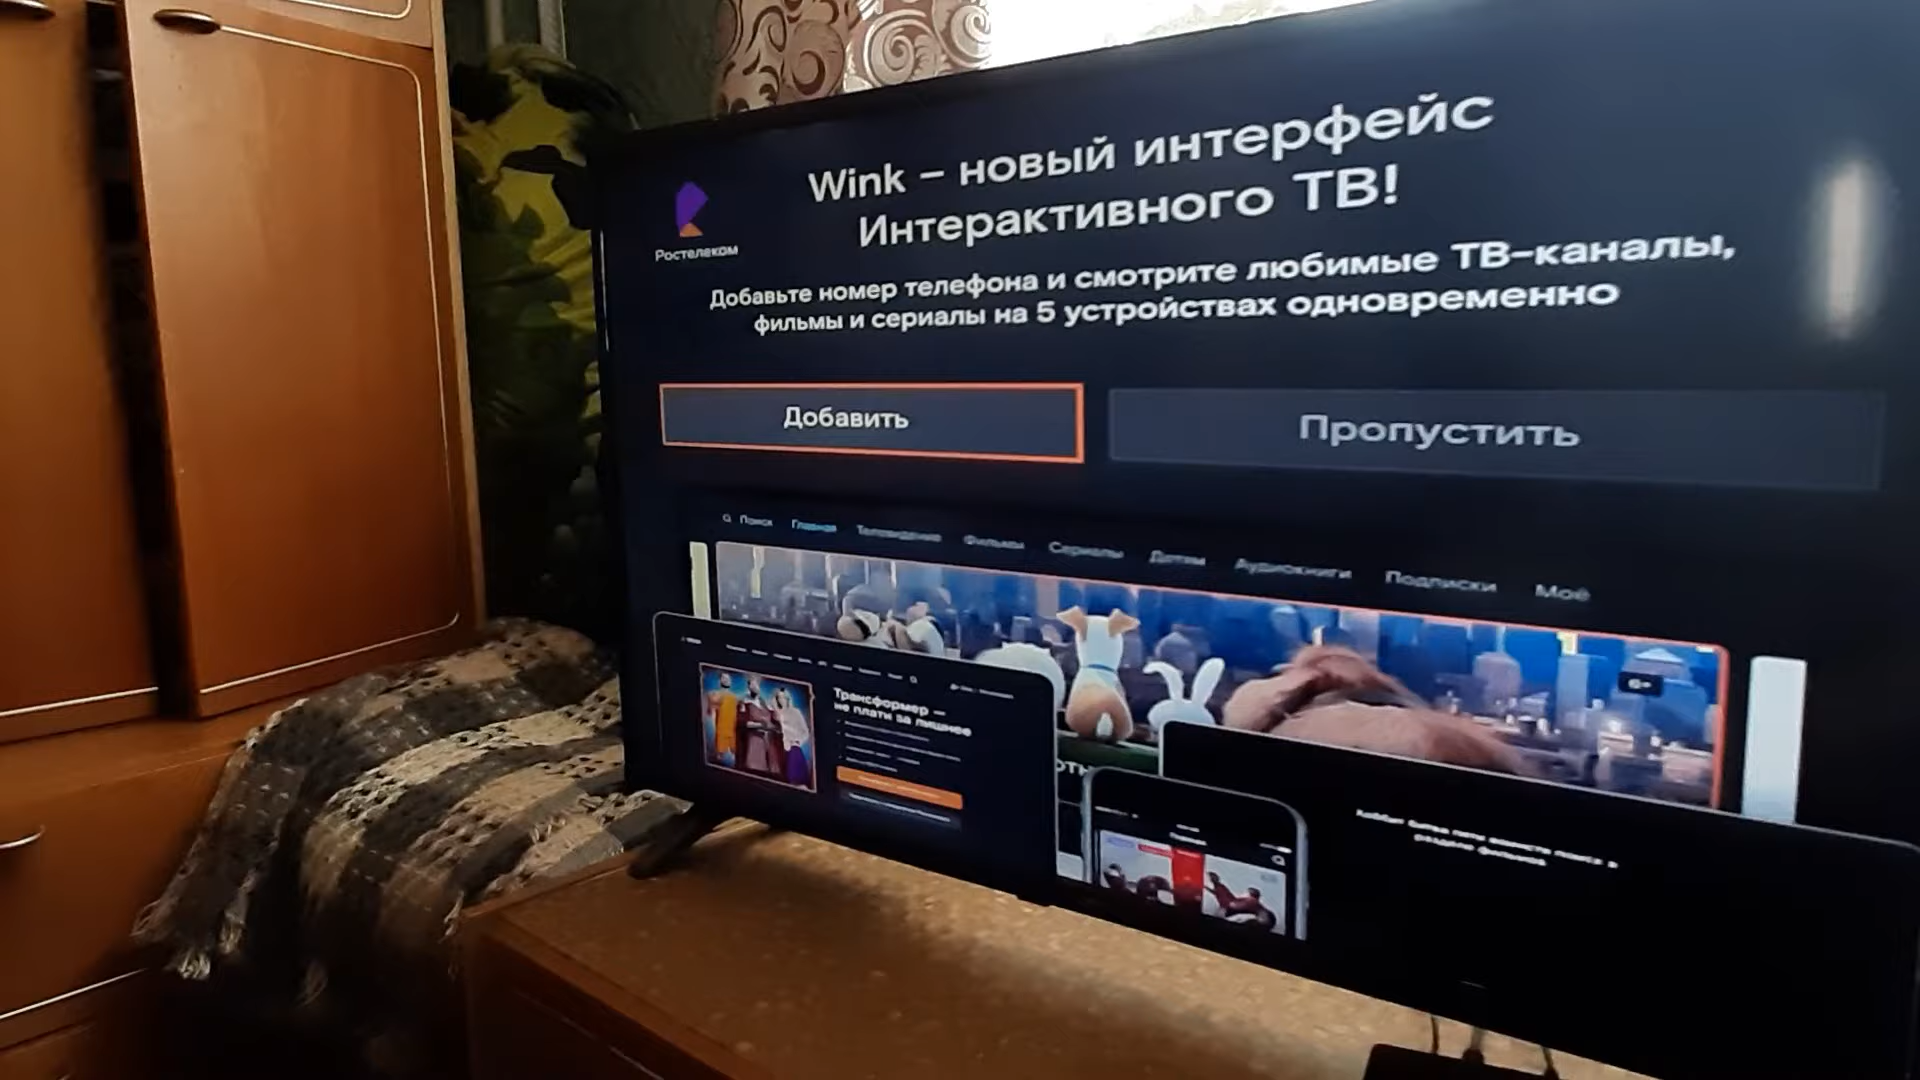 Wink – новый интерфейс
Интерактивного ТВ!
Ростелеком
Добавьте номер телефона и смотрите любимые ТВ-каналы,
фильмы и сериалы на 5 устройствах одновременно
Добавить
Пропустить
Поиск Главная Телевидение Фильмы Сериалы Детям Аудиокниги Подписки Моё
6+
Трансформер —
не плати за лишнее